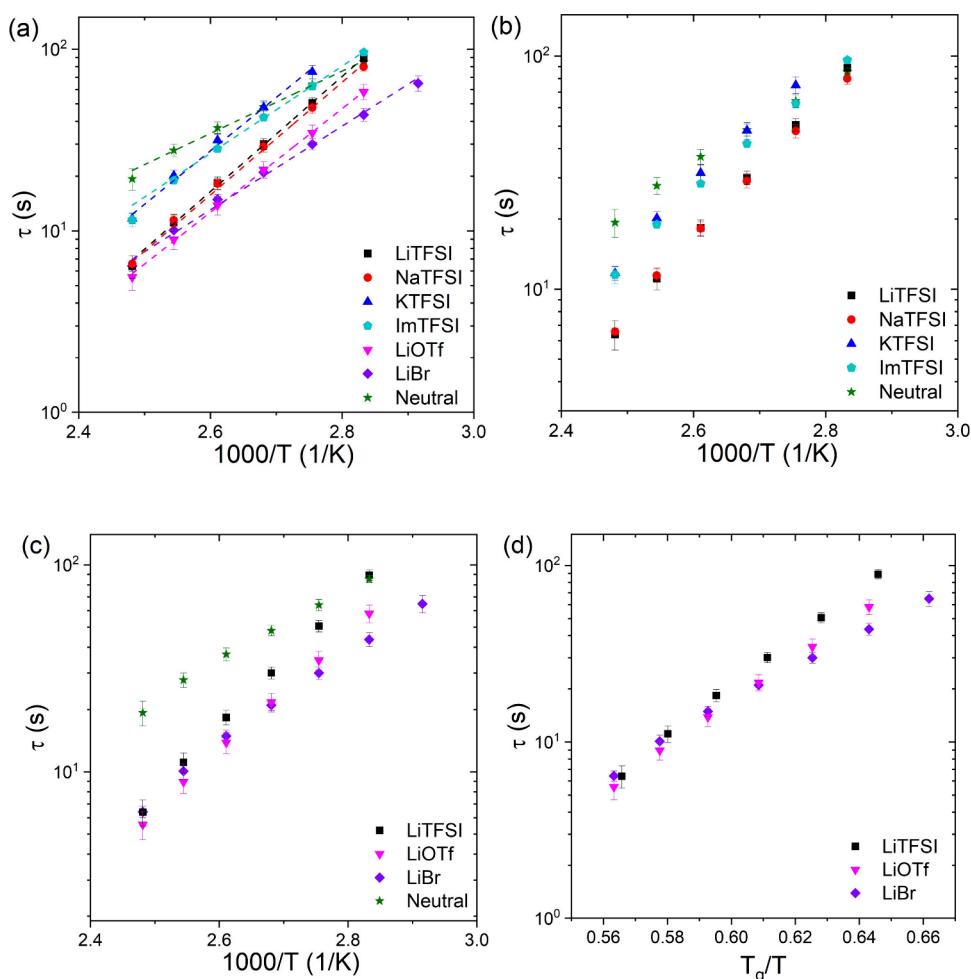 (a)
10²
10¹
10⁰
τ (s)
LiTFSI
NaTFSI
KTFSI
ImTFSI
LiOTf
LiBr
Neutral
2.4 2.6 2.8 3.0
1000/T (1/K)
(b)
10²
10¹
τ (s)
LiTFSI
NaTFSI
KTFSI
ImTFSI
Neutral
2.4 2.6 2.8 3.0
1000/T (1/K)
(c)
10²
10¹
τ (s)
LiTFSI
LiOTf
LiBr
Neutral
2.4 2.6 2.8 3.0
1000/T (1/K)
(d)
10²
10¹
10⁰
τ (s)
LiTFSI
LiOTf
LiBr
0.56 0.58 0.60 0.62 0.64 0.66
T_g/T